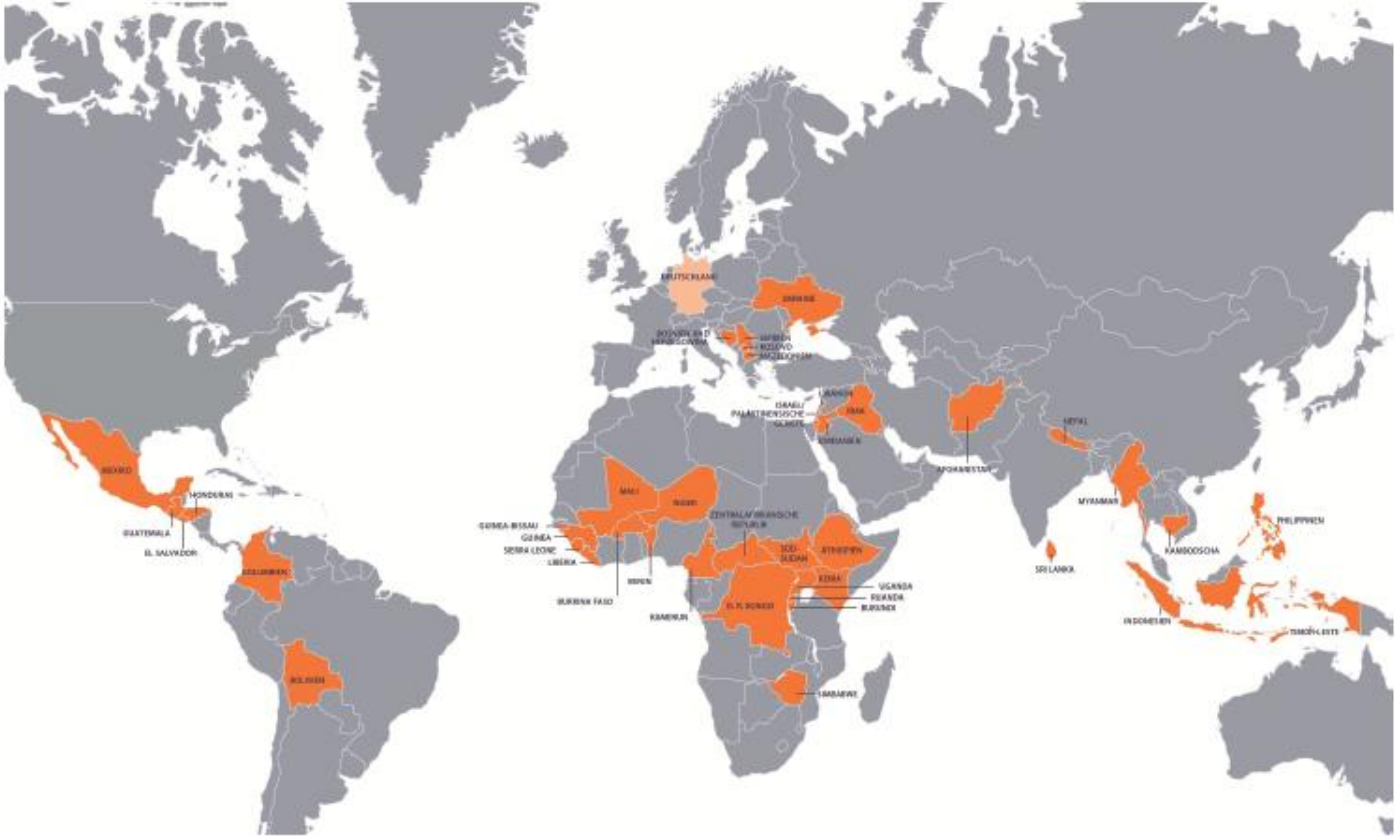 DEUTSCHLAND
UKRAINE
BOSNIEN UND
HERZEGOWINA
SERBIEN
KOSOVO
MAZEDONIEN
LIBANON
ISRAEL/
PALÄSTINENSISCHE
GEBIETE
IRAK
JORDANIEN
AFGHANISTAN
NEPAL
MYANMAR
PHILIPPINEN
KAMBODSCHA
SRI LANKA
INDONESIEN
TIMOR-LESTE
MEXIKO
HONDURAS
GUATEMALA
EL SALVADOR
KOLUMBIEN
BOLIVIEN
MALI
NIGER
ZENTRALAFRIKANISCHE
REPUBLIK
GUINEA-BISSAU
GUINEA
SIERRA LEONE
LIBERIA
BENIN
BURKINA FASO
KAMERUN
SÜD-
SUDAN
ÄTHIOPIEN
KENIA
UGANDA
RUANDA
BURUNDI
D. R. KONGO
SIMBABWE